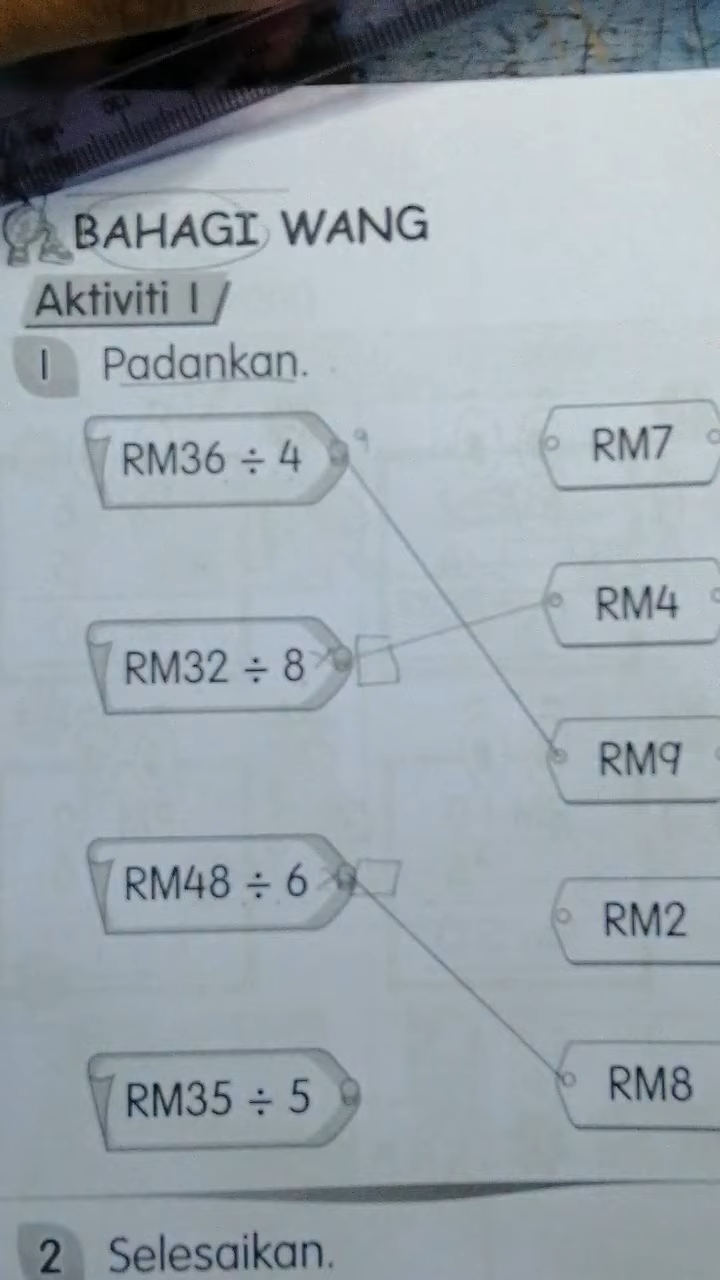 BAHAGI WANG
Aktiviti 1
1 Padankan.
RM36 ÷ 4 9 RM7
RM4
RM32 ÷ 8
RM9
RM48 ÷ 6
RM2
RM35 ÷ 5 RM8
2 Selesaikan.